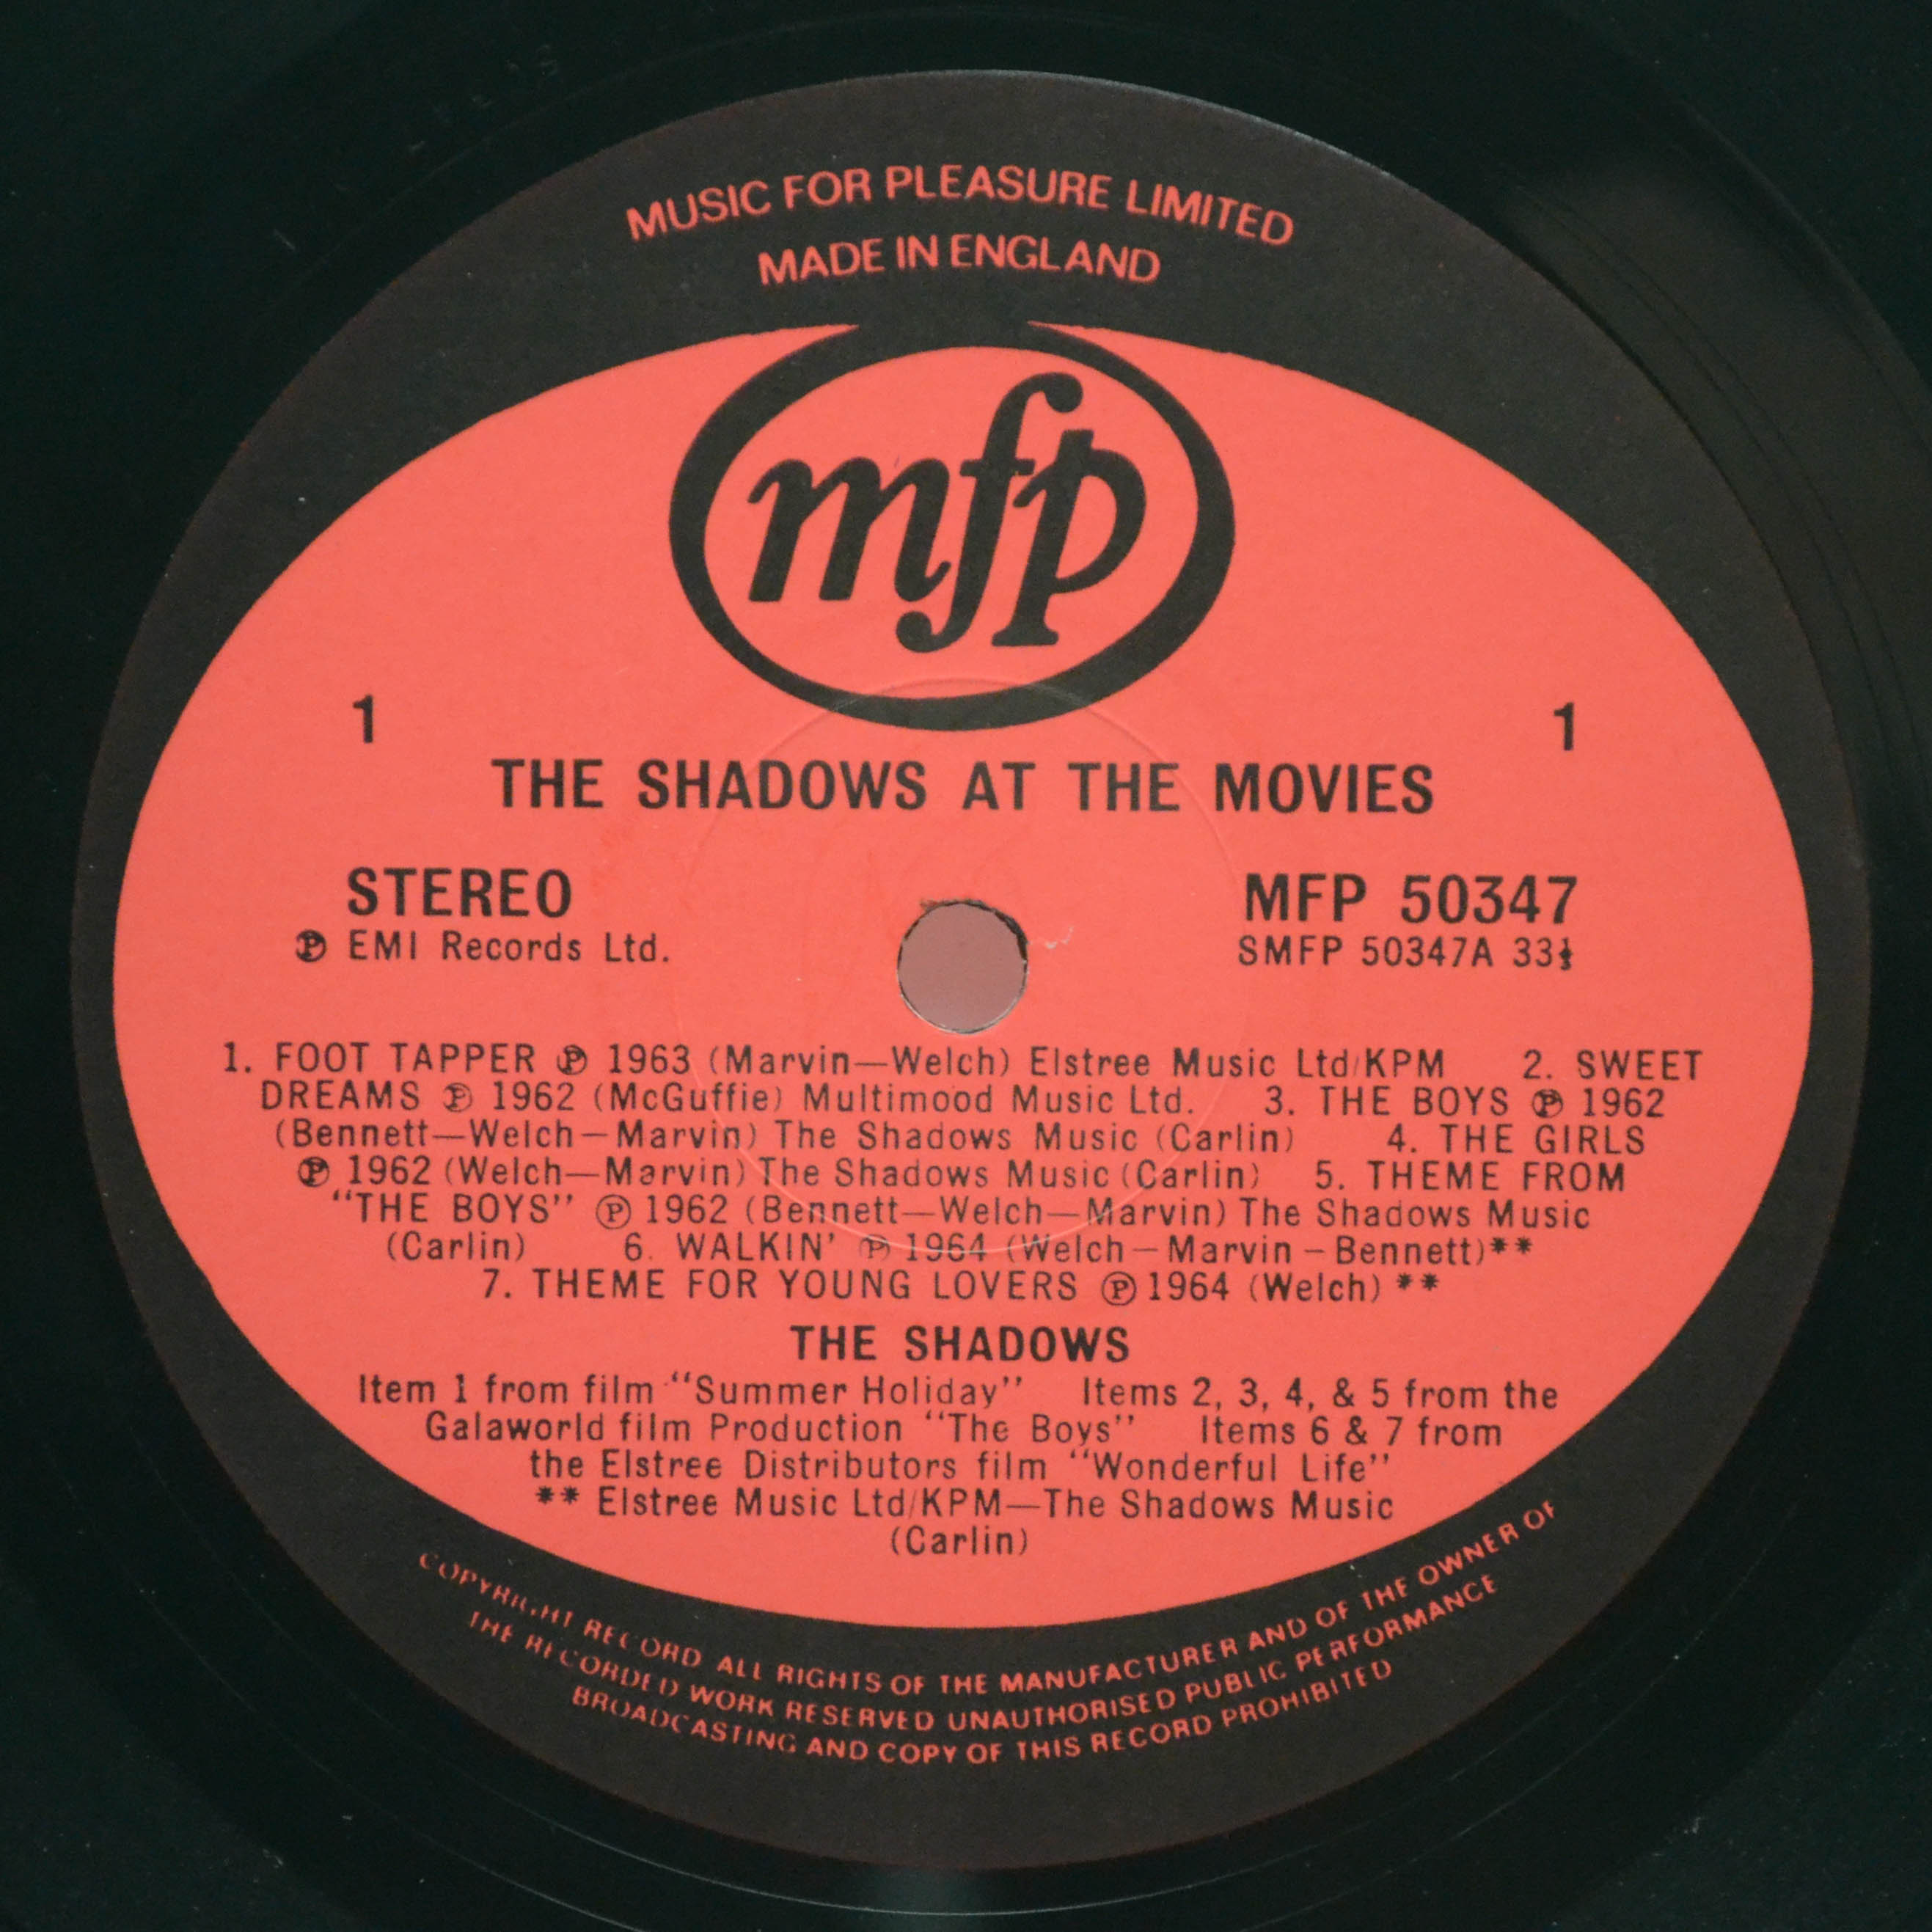 MUSIC FOR PLEASURE LIMITED
MADE IN ENGLAND
mfp
1 1
THE SHADOWS AT THE MOVIES
STEREO MFP 50347
Ⓟ EMI Records Ltd. SMFP 50347A 33⅓
1. FOOT TAPPER Ⓟ 1963 (Marvin—Welch) Elstree Music Ltd/KPM 2. SWEET
DREAMS Ⓟ 1962 (McGuffie) Multimood Music Ltd. 3. THE BOYS Ⓟ 1962
(Bennett—Welch—Marvin) The Shadows Music (Carlin) 4. THE GIRLS
Ⓟ 1962 (Welch—Marvin) The Shadows Music (Carlin) 5. THEME FROM
“THE BOYS” Ⓟ 1962 (Bennett—Welch—Marvin) The Shadows Music
(Carlin) 6. WALKIN’ Ⓟ 1964 (Welch—Marvin—Bennett)**
7. THEME FOR YOUNG LOVERS Ⓟ 1964 (Welch) **
THE SHADOWS
Item 1 from film “Summer Holiday” Items 2, 3, 4, & 5 from the
Galaworld film Production “The Boys” Items 6 & 7 from
the Elstree Distributors film “Wonderful Life”
** Elstree Music Ltd/KPM—The Shadows Music
(Carlin)
COPYRIGHT RECORD ALL RIGHTS OF THE MANUFACTURER AND OF THE OWNER OF
THE RECORDED WORK RESERVED UNAUTHORISED PUBLIC PERFORMANCE
BROADCASTING AND COPY OF THIS RECORD PROHIBITED